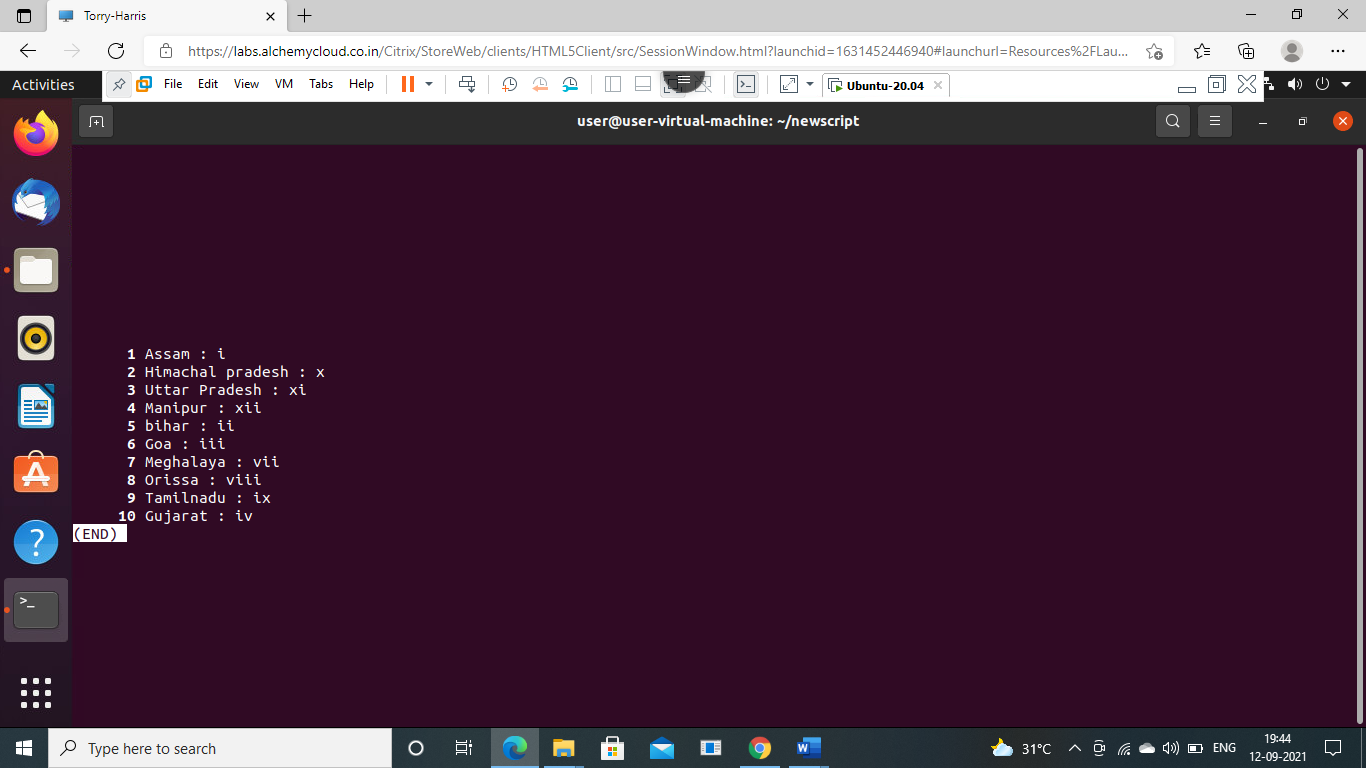 Torry-Harris
https://labs.alchemycloud.co.in/Citrix/StoreWeb/clients/HTML5Client/src/SessionWindow.html?launchid=1631452446940#launchurl=Resources%2FLau...
Activities
File Edit View VM Tabs Help
Ubuntu-20.04
user@user-virtual-machine: ~/newscript
1 Assam : i
2 Himachal pradesh : x
3 Uttar Pradesh : xi
4 Manipur : xii
5 bihar : ii
6 Goa : iii
7 Meghalaya : vii
8 Orissa : viii
9 Tamilnadu : ix
10 Gujarat : iv
(END)
Type here to search
31°C
ENG
19:44
12-09-2021